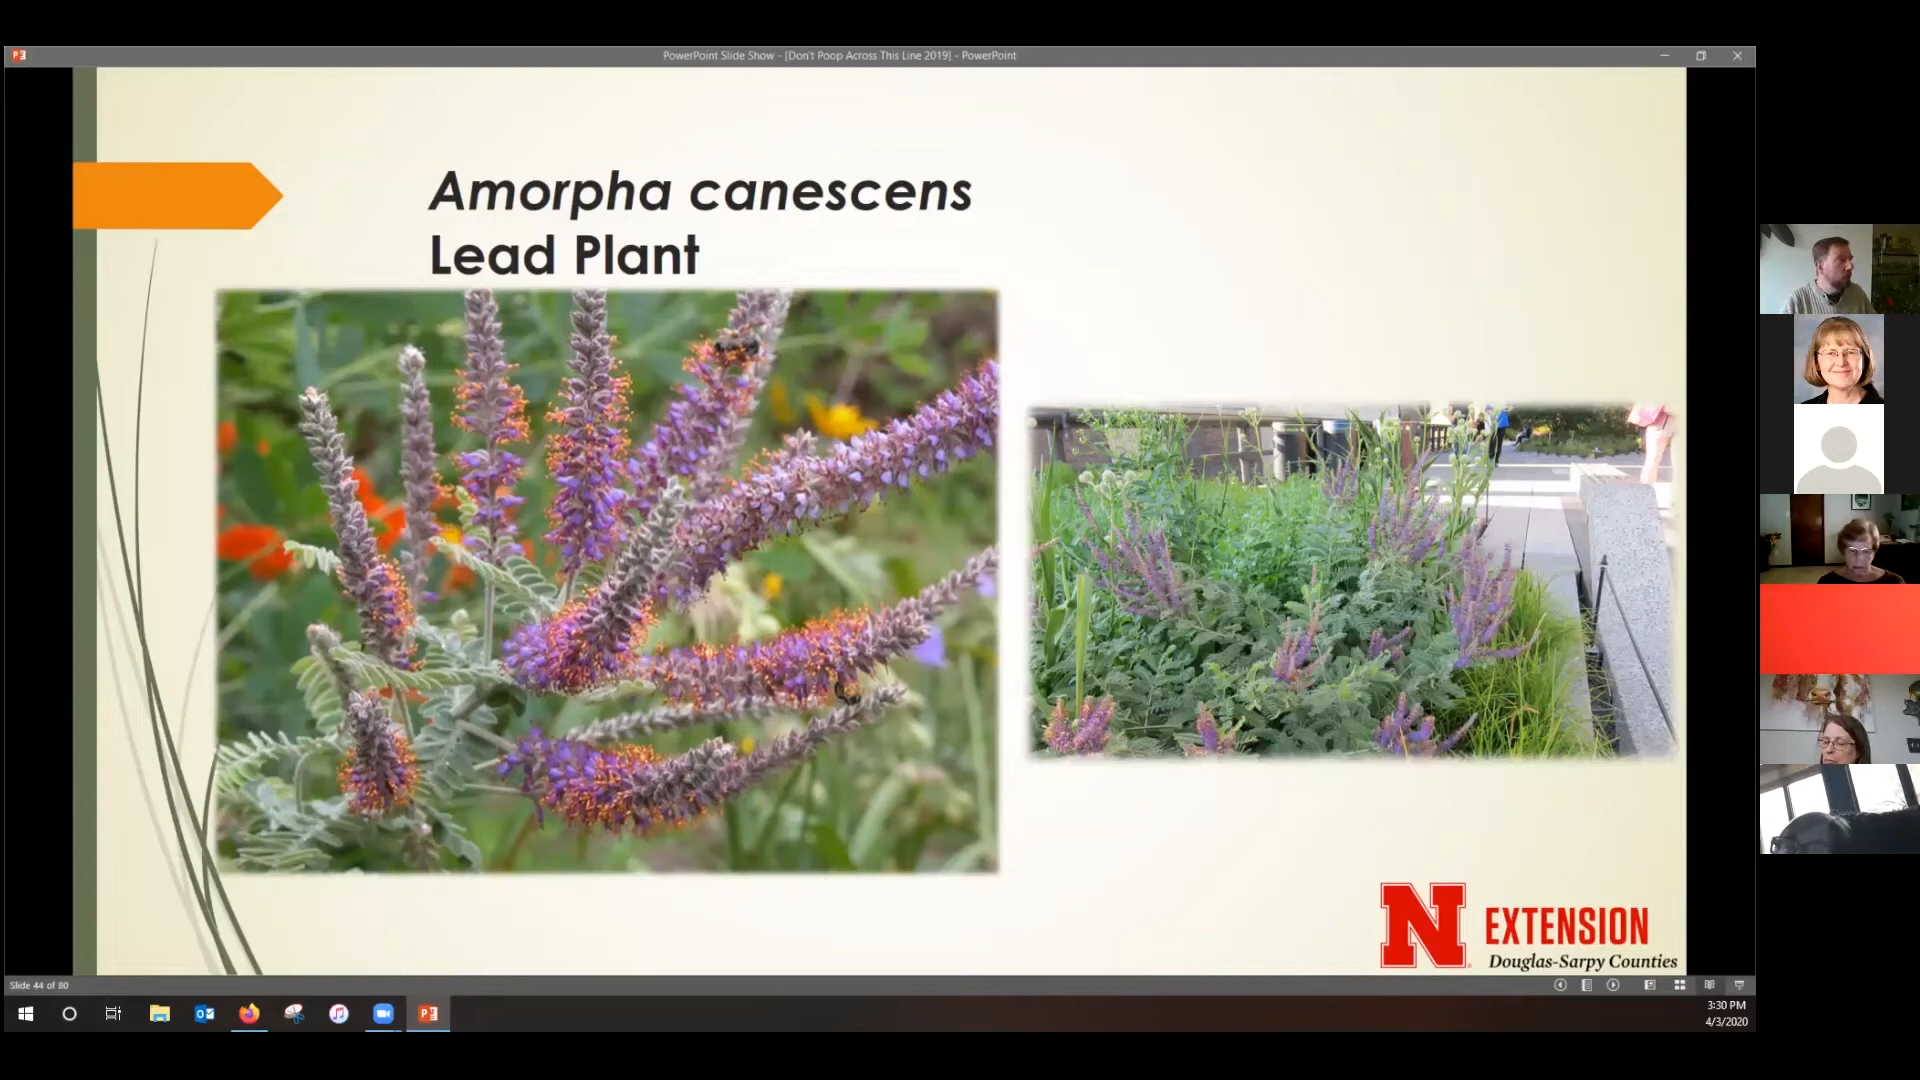 PowerPoint Slide Show - [Don't Poop Across This Line 2019] - PowerPoint
Amorpha canescens
Lead Plant
N EXTENSION
Douglas-Sarpy Counties
Slide 44 of 80
3:30 PM
4/3/2020